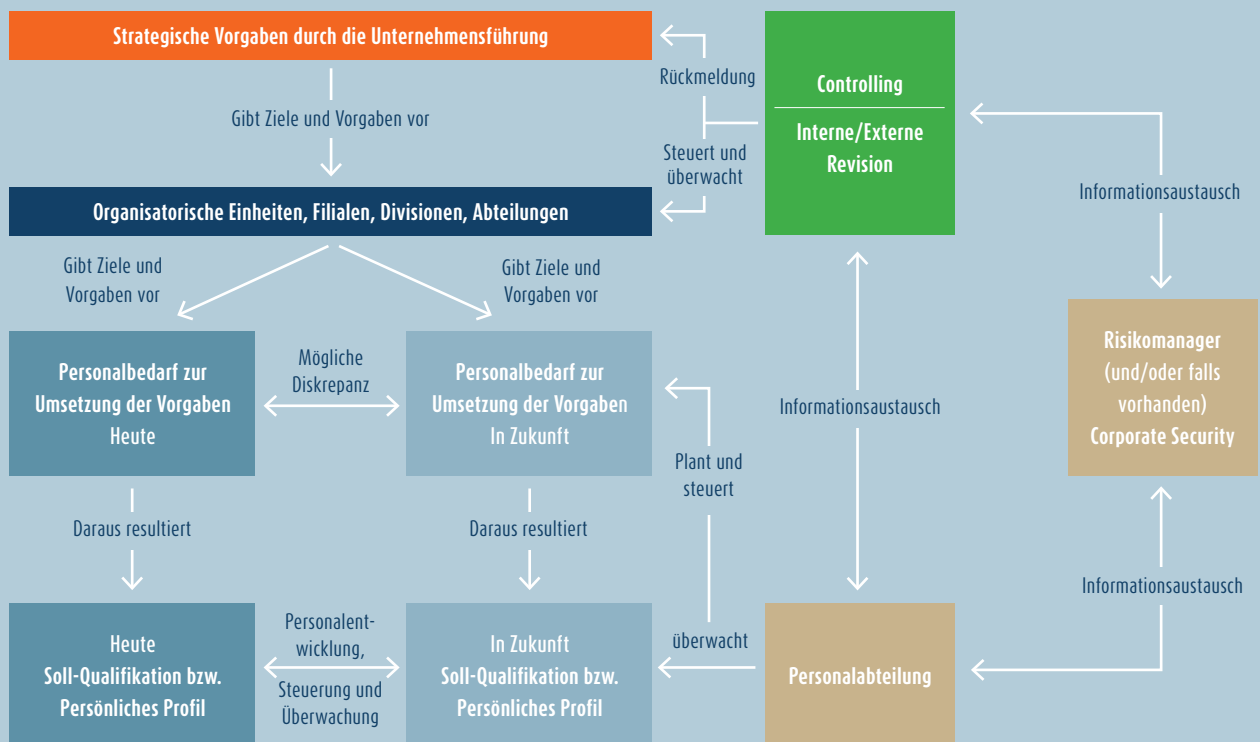 Strategische Vorgaben durch die Unternehmensführung
Gibt Ziele und Vorgaben vor
Organisatorische Einheiten, Filialen, Divisionen, Abteilungen
Rückmeldung
Steuert und
überwacht
Controlling
Interne/Externe
Revision
Informationsaustausch
Gibt Ziele und
Vorgaben vor
Gibt Ziele und
Vorgaben vor
Personalbedarf zur
Umsetzung der Vorgaben
Heute
Mögliche
Diskrepanz
Personalbedarf zur
Umsetzung der Vorgaben
In Zukunft
Informationsaustausch
Risikomanager
(und/oder falls
vorhanden)
Corporate Security
Plant und
steuert
Daraus resultiert
Daraus resultiert
Informationsaustausch
Heute
Soll-Qualifikation bzw.
Persönliches Profil
Personalent-
wicklung,
Steuerung und
Überwachung
In Zukunft
Soll-Qualifikation bzw.
Persönliches Profil
überwacht
Personalabteilung